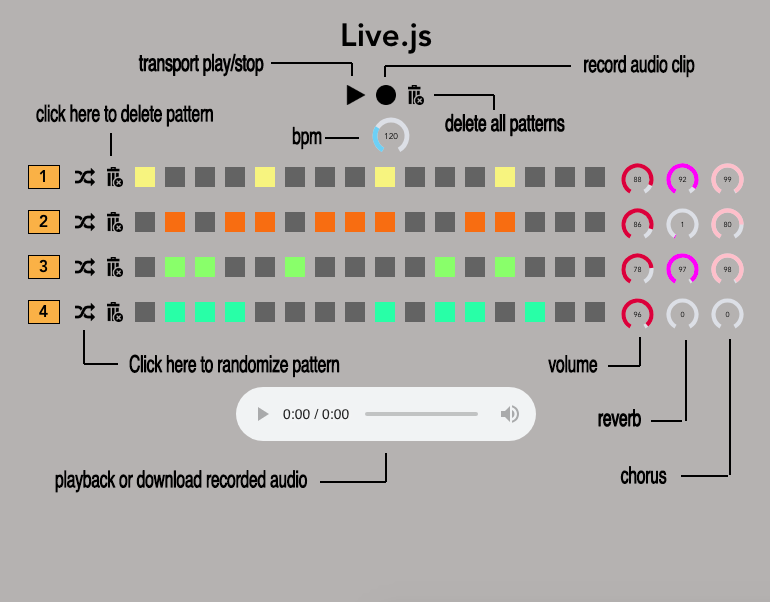 Live.js
transport play/stop
record audio clip
click here to delete pattern
delete all patterns
bpm
120
1
88
92
99
2
86
1
80
3
78
97
98
4
96
0
0
Click here to randomize pattern
volume
0:00 / 0:00
reverb
playback or download recorded audio
chorus